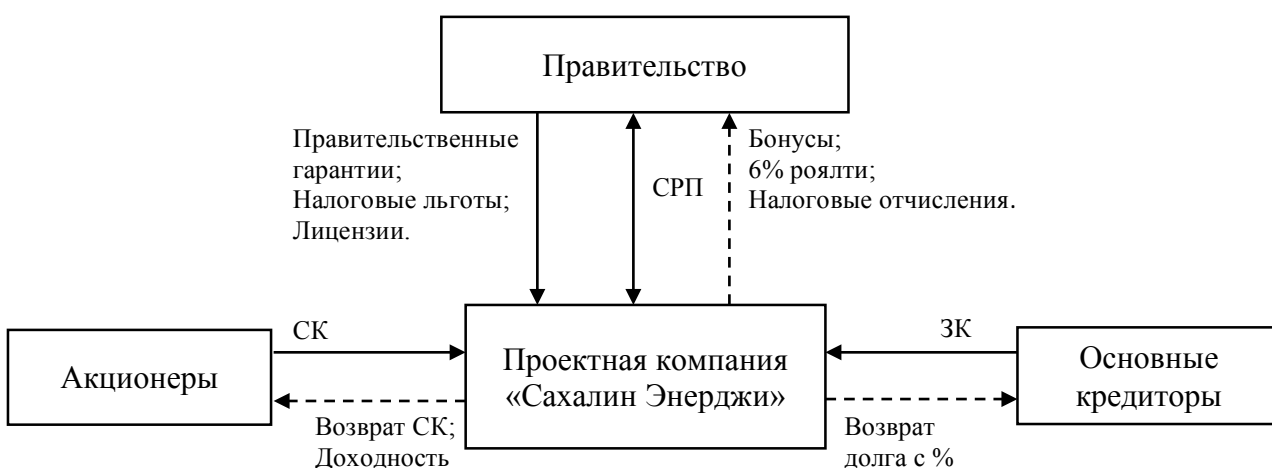 Правительство
Правительственные
гарантии;
Налоговые льготы;
Лицензии.
СРП
Бонусы;
6% роялти;
Налоговые отчисления.
Акционеры
СК
Возврат СК;
Доходность
Проектная компания
«Сахалин Энерджи»
ЗК
Возврат
долга с %
Основные
кредиторы